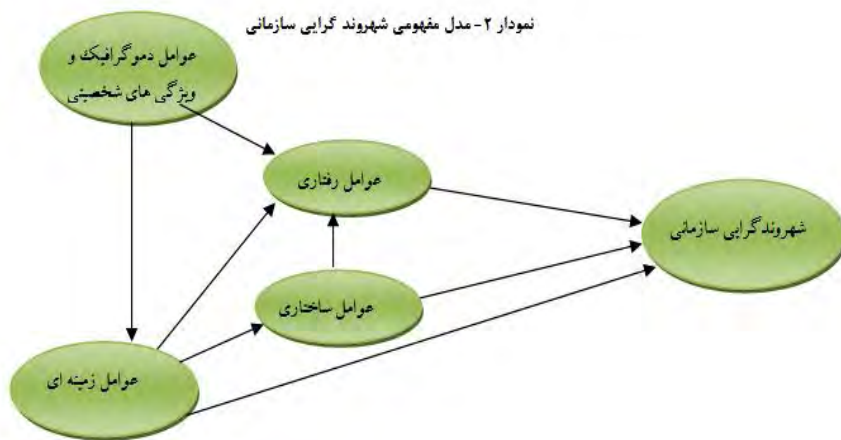 نمودار ۲- مدل مفهومی شهروند گرایی سازمانی
عوامل دموگرافیک و
ویژگی های شخصیتی
عوامل رفتاری
شهروندگرایی سازمانی
عوامل ساختاری
عوامل زمینه ای